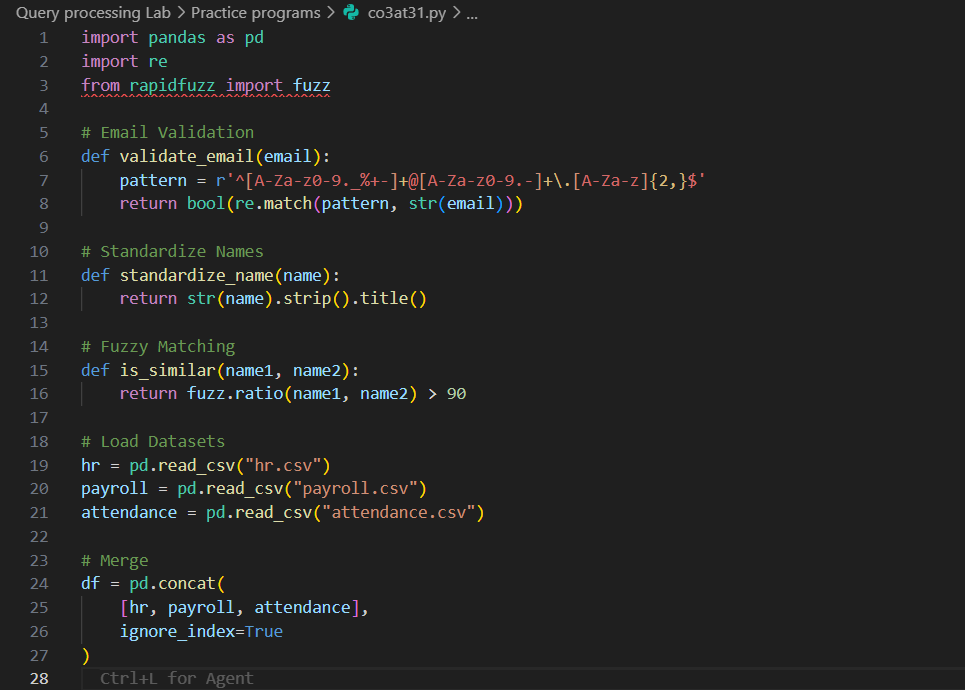 Query processing Lab > Practice programs > co3at31.py > ...
1 import pandas as pd
2 import re
3 from rapidfuzz import fuzz
4
5 # Email Validation
6 def validate_email(email):
7     pattern = r'^[A-Za-z0-9._%+-]+@[A-Za-z0-9.-]+\.[A-Za-z]{2,}$'
8     return bool(re.match(pattern, str(email)))
9
10 # Standardize Names
11 def standardize_name(name):
12     return str(name).strip().title()
13
14 # Fuzzy Matching
15 def is_similar(name1, name2):
16     return fuzz.ratio(name1, name2) > 90
17
18 # Load Datasets
19 hr = pd.read_csv("hr.csv")
20 payroll = pd.read_csv("payroll.csv")
21 attendance = pd.read_csv("attendance.csv")
22
23 # Merge
24 df = pd.concat(
25     [hr, payroll, attendance],
26     ignore_index=True
27 )
28   Ctrl+L for Agent